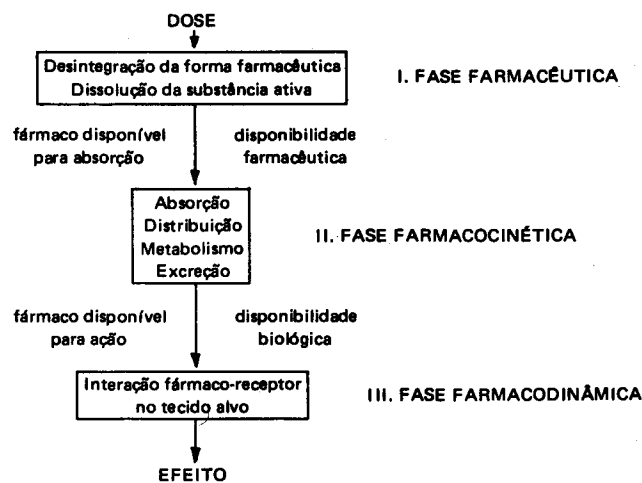 DOSE
Desintegração da forma farmacêutica
Dissolução da substância ativa
I. FASE FARMACÊUTICA
fármaco disponível
para absorção
disponibilidade
farmacêutica
Absorção
Distribuição
Metabolismo
Excreção
II. FASE FARMACOCINÉTICA
fármaco disponível
para ação
disponibilidade
biológica
Interação fármaco-receptor
no tecido alvo
III. FASE FARMACODINÂMICA
EFEITO